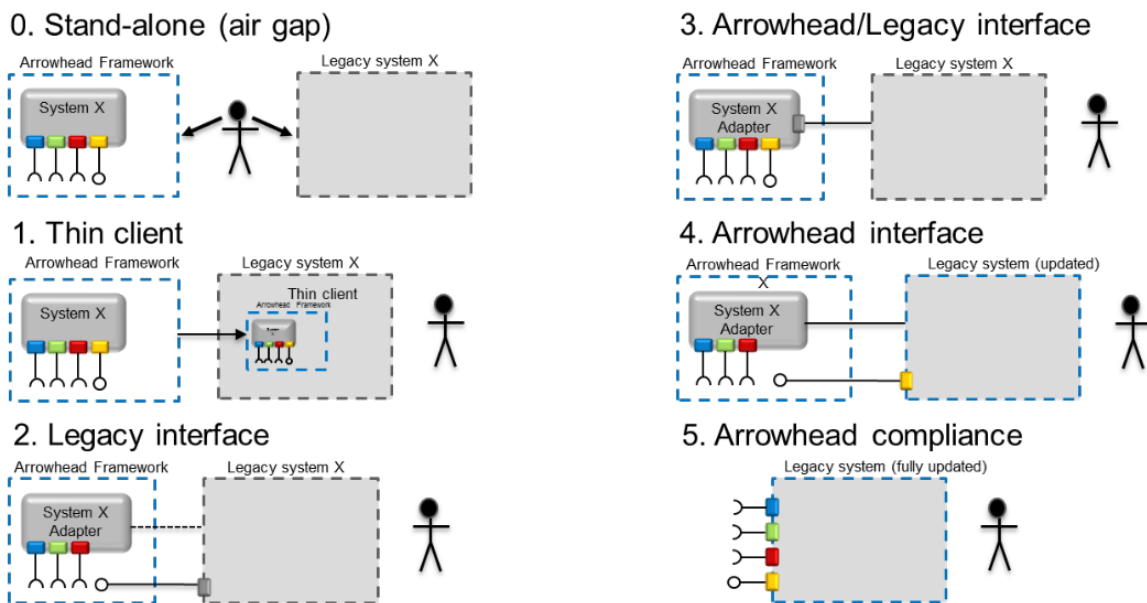 0. Stand-alone (air gap)
Arrowhead Framework
Legacy system X
System X
1. Thin client
Arrowhead Framework
Legacy system X
System X
Thin client
Arrowhead Framework
System
X
2. Legacy interface
Arrowhead Framework
Legacy system X
System X
Adapter
3. Arrowhead/Legacy interface
Arrowhead Framework
Legacy system X
System X
Adapter
4. Arrowhead interface
Arrowhead Framework
X
Legacy system (updated)
System X
Adapter
5. Arrowhead compliance
Legacy system (fully updated)